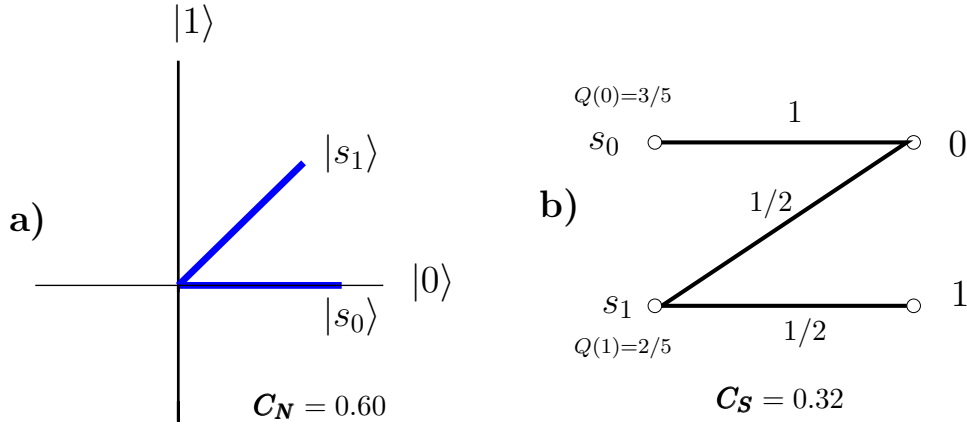 |1⟩
|s₁⟩
a)
|0⟩
|s₀⟩
C_N = 0.60
Q(0)=3/5
1
s₀
0
b)
1/2
s₁
1
1/2
Q(1)=2/5
C_S = 0.32